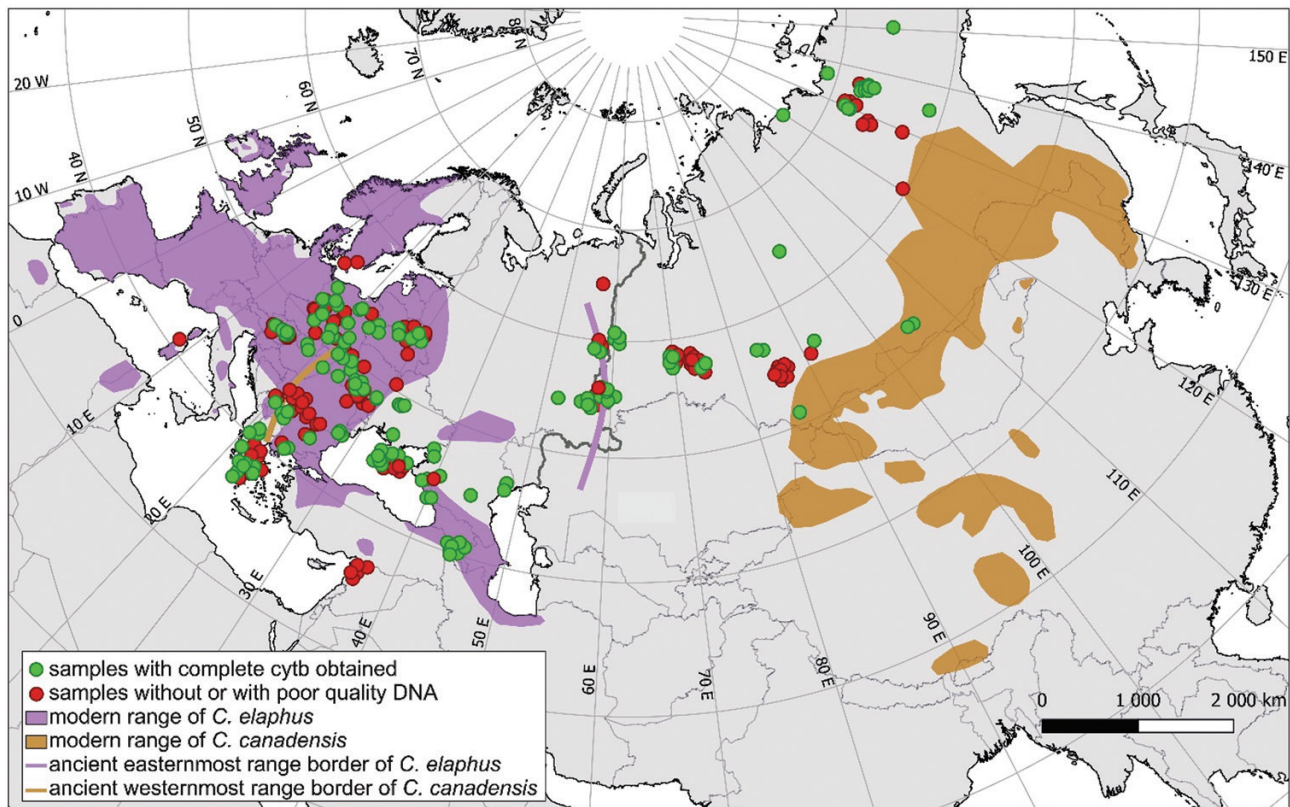 80 N
70 N
60 N
50 N
40 N
20 W
10 W
0
10 E
20 E
30 E
40 E
50 E
60 E
70 E
80 E
90 E
100 E
110 E
120 E
130 E
140 E
150 E
samples with complete cytb obtained
samples without or with poor quality DNA
modern range of C. elaphus
modern range of C. canadensis
ancient easternmost range border of C. elaphus
ancient westernmost range border of C. canadensis
0 1 000 2 000 km